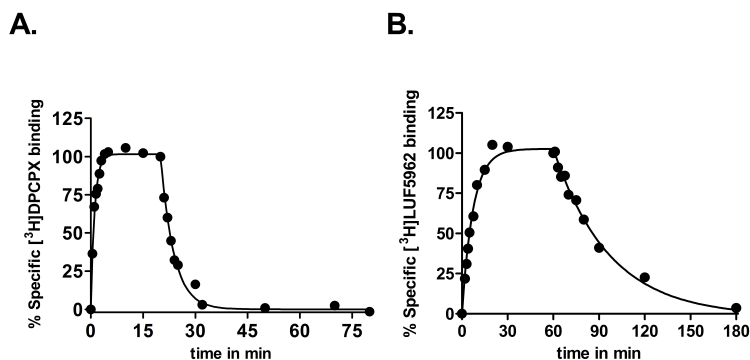 A.
B.
% Specific [³H]DPCPX binding
125
100
75
50
25
0
0 15 30 45 60 75
time in min
% Specific [³H]LUF5962 binding
125
100
75
50
25
0
0 30 60 90 120 150 180
time in min